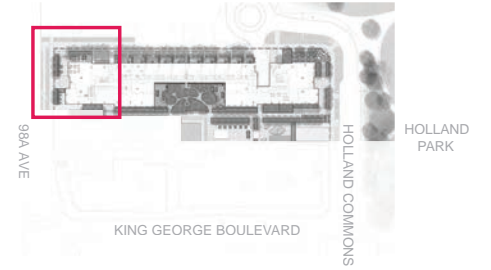 98A AVE
HOLLAND COMMONS
HOLLAND
PARK
KING GEORGE BOULEVARD